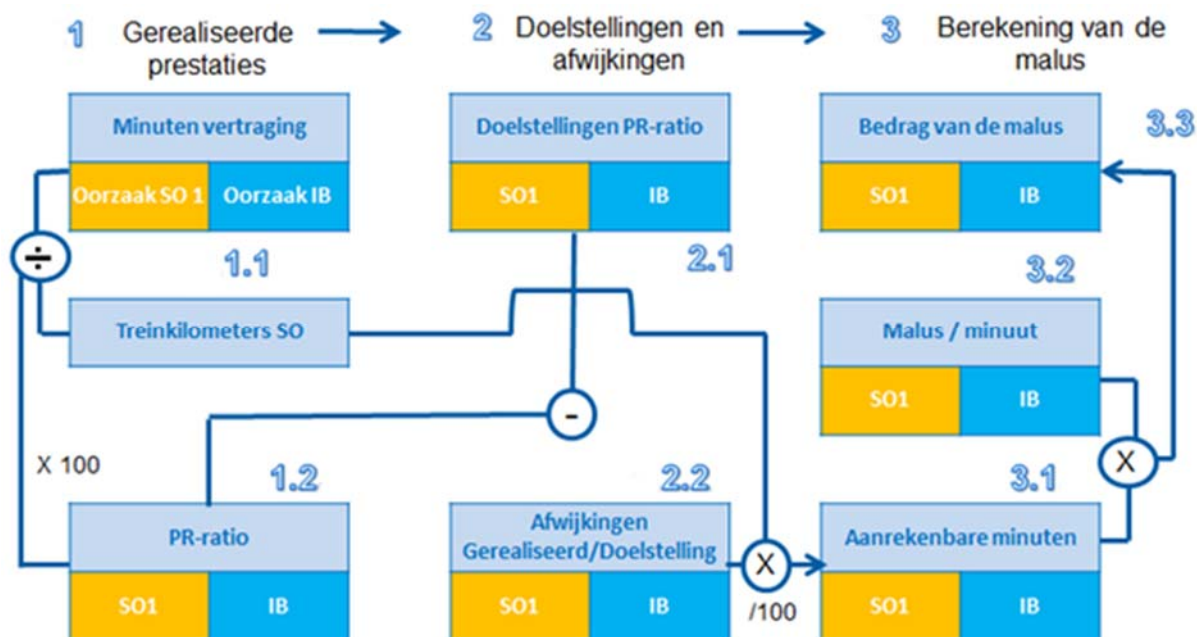 1 Gerealiseerde prestaties
2 Doelstellingen en afwijkingen
3 Berekening van de malus
Minuten vertraging
Oorzaak SO 1 Oorzaak IB
÷
1.1
Treinkilometers SO
X 100
1.2
PR-ratio
SO1 IB
Doelstellingen PR-ratio
SO1 IB
2.1
-
2.2
Afwijkingen
Gerealiseerd/Doelstelling
SO1 IB
X
/100
Bedrag van de malus
3.3
SO1 IB
3.2
Malus / minuut
SO1 IB
X
3.1
Aanrekenbare minuten
SO1 IB